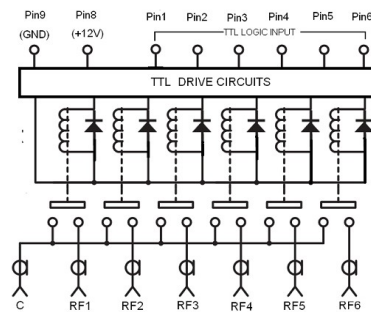 Pin9 Pin8 Pin1 Pin2 Pin3 Pin4 Pin5 Pin6
(GND) (+12V) TTL LOGIC INPUT
TTL DRIVE CIRCUITS
C RF1 RF2 RF3 RF4 RF5 RF6